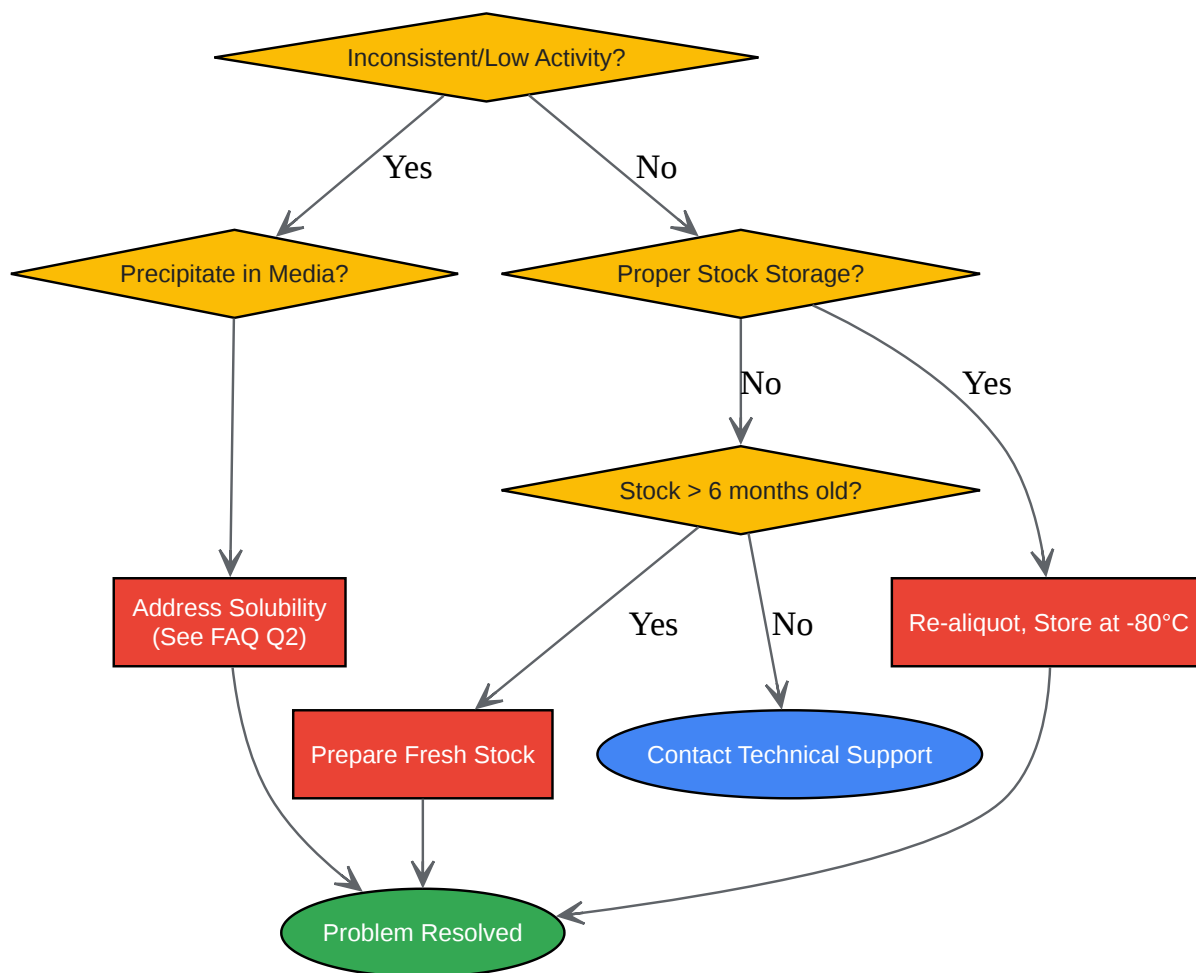 Inconsistent/Low Activity?
Yes
No
Precipitate in Media?
Proper Stock Storage?
No
Yes
Stock > 6 months old?
Address Solubility
(See FAQ Q2)
Yes
No
Re-aliquot, Store at -80°C
Prepare Fresh Stock
Contact Technical Support
Problem Resolved